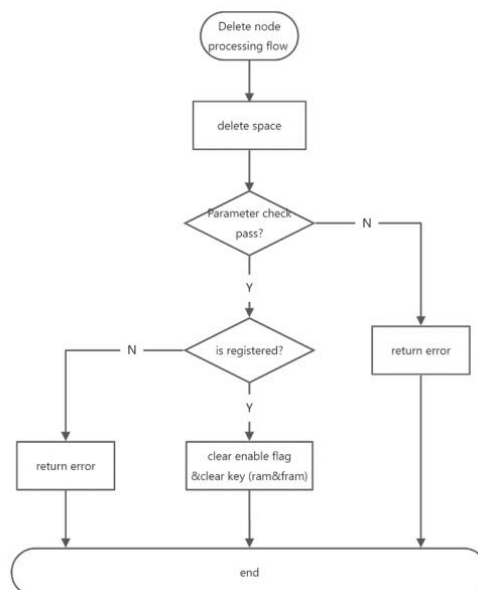 Delete node
processing flow
delete space
Parameter check
pass?
N
Y
is registered?
N
return error
Y
return error
clear enable flag
&clear key (ram&fram)
end